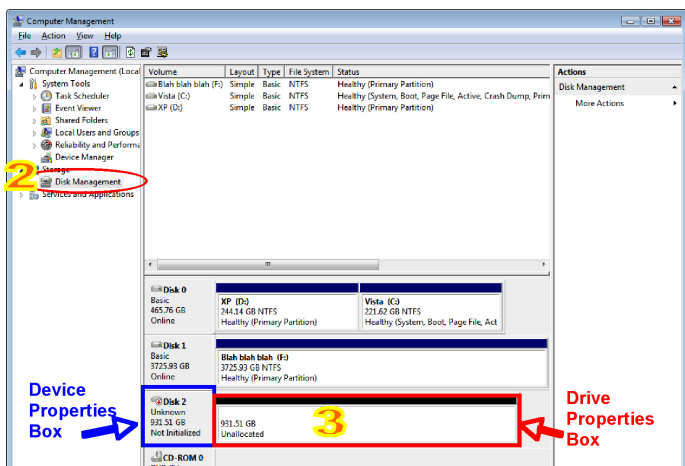 Computer Management
File Action View Help
Computer Management (Local
System Tools
Task Scheduler
Event Viewer
Shared Folders
Local Users and Groups
Reliability and Performa
Device Manager
Storage
Disk Management
Services and Applications
2
Volume Layout Type File System Status
Blah blah blah (F:) Simple Basic NTFS Healthy (Primary Partition)
Vista (C:) Simple Basic NTFS Healthy (System, Boot, Page File, Active, Crash Dump, Prim
XP (D:) Simple Basic NTFS Healthy (Primary Partition)
Actions
Disk Management
More Actions
Disk 0
Basic
465.76 GB
Online
XP (D:)
244.14 GB NTFS
Healthy (Primary Partition)
Vista (C:)
221.62 GB NTFS
Healthy (System, Boot, Page File, Act
Disk 1
Basic
3725.93 GB
Online
Blah blah blah (F:)
3725.93 GB NTFS
Healthy (Primary Partition)
Device
Properties
Box
Disk 2
Unknown
931.51 GB
Not Initialized
931.51 GB
Unallocated
3
Drive
Properties
Box
CD-ROM 0